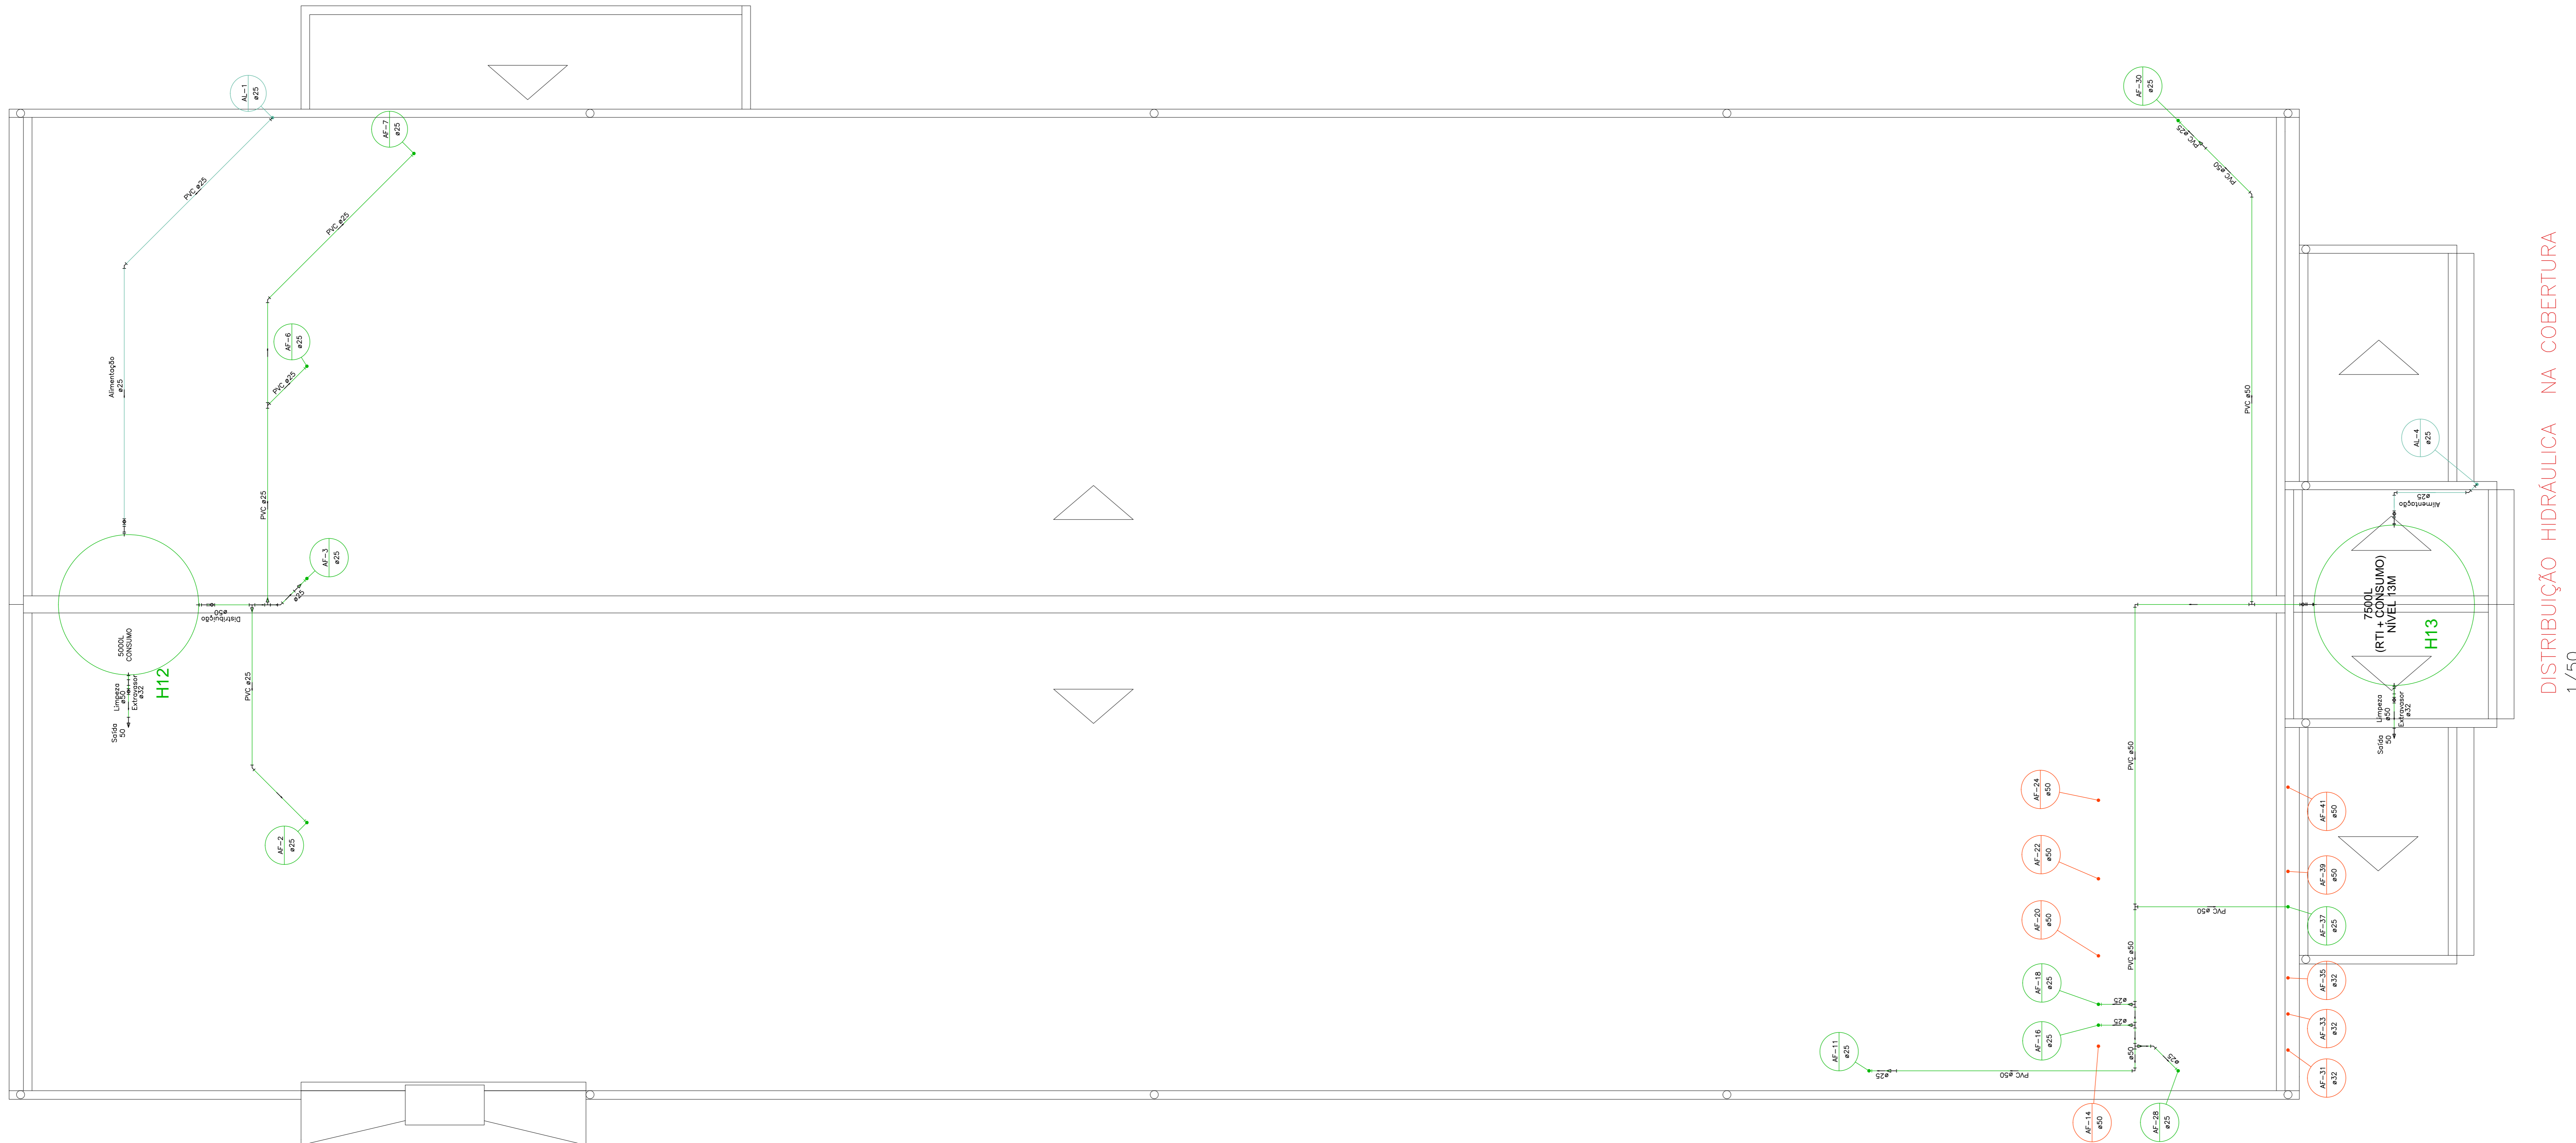 AL-1
ø25
AF-7
ø25
AF-30
ø25
PVC ø25
PVC ø25
PVC ø50
PVC ø25
Alimentação
ø25
AF-6
ø25
PVC ø25
PVC ø25
PVC ø50
AL-4
ø25
ø25
Alimentação
AF-3
ø25
ø25
ø50
Distribuição
5000L
CONSUMO
H12
Limpeza
ø50
Extravasor
ø32
Saída
50
PVC ø25
AF-2
ø25
7500L
(RTI + CONSUMO)
NÍVEL 13M
H13
Limpeza
ø50
Extravasor
ø32
Saída
50
PVC ø50
AF-24
ø50
AF-22
ø50
AF-20
ø50
AF-18
ø25
AF-16
ø25
AF-11
ø25
AF-14
ø50
AF-28
ø25
PVC ø50
PVC ø50
ø25
ø25
ø50
ø25
ø25
PVC ø50
AF-41
ø50
AF-39
ø50
AF-37
ø25
AF-35
ø32
AF-33
ø32
AF-31
ø32
DISTRIBUIÇÃO HIDRÁULICA NA COBERTURA
1/50